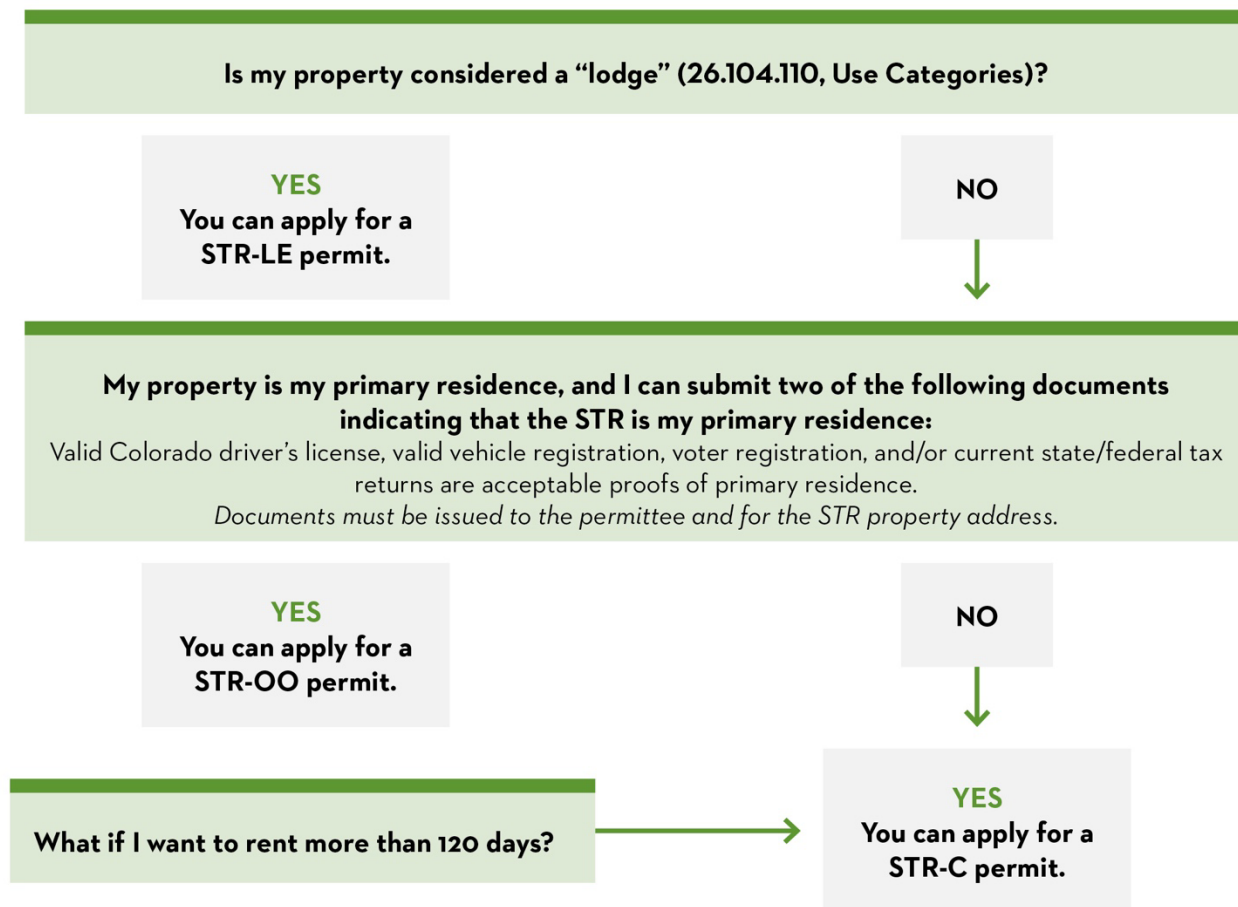 Is my property considered a “lodge” (26.104.110, Use Categories)?
YES
You can apply for a
STR-LE permit.
NO
My property is my primary residence, and I can submit two of the following documents
indicating that the STR is my primary residence:
Valid Colorado driver’s license, valid vehicle registration, voter registration, and/or current state/federal tax
returns are acceptable proofs of primary residence.
Documents must be issued to the permittee and for the STR property address.
YES
You can apply for a
STR-OO permit.
NO
What if I want to rent more than 120 days?
YES
You can apply for a
STR-C permit.